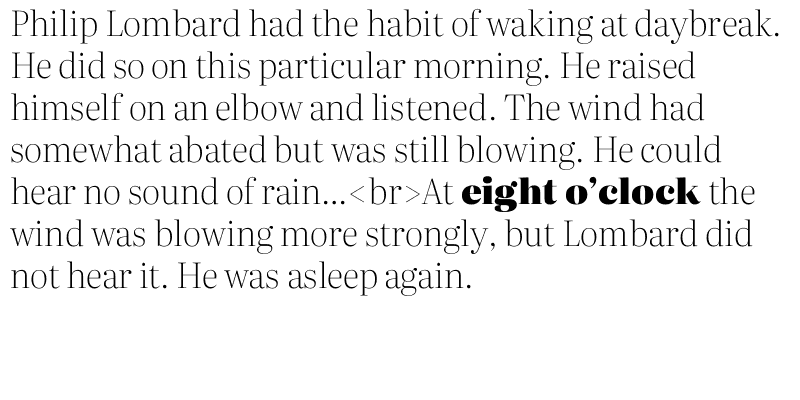 Philip Lombard had the habit of waking at daybreak.
He did so on this particular morning. He raised
himself on an elbow and listened. The wind had
somewhat abated but was still blowing. He could
hear no sound of rain...<br>At eight o’clock the
wind was blowing more strongly, but Lombard did
not hear it. He was asleep again.